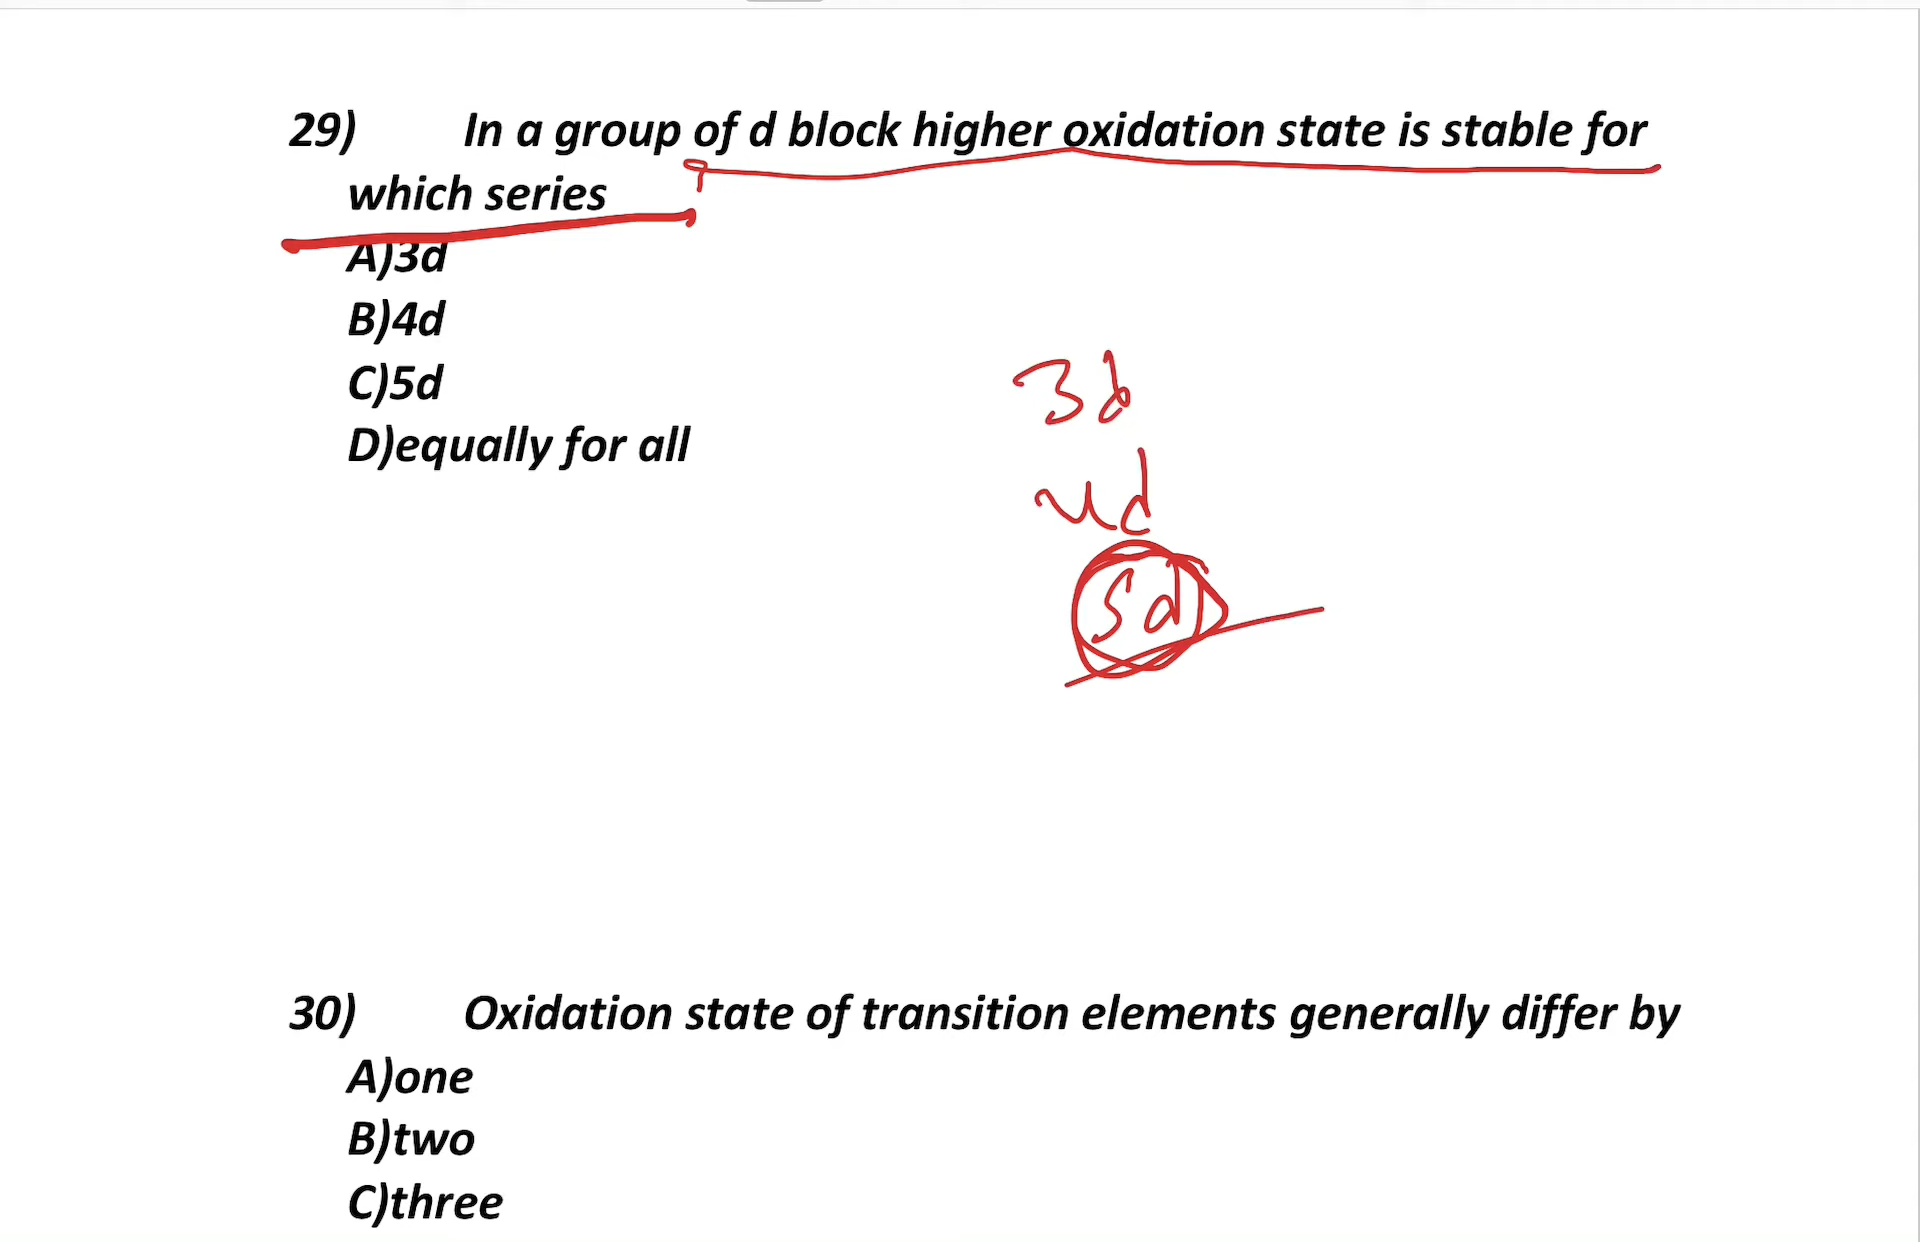 29) In a group of d block higher oxidation state is stable for
which series
A)3d
B)4d
C)5d
D)equally for all
3d
4d
5d
30) Oxidation state of transition elements generally differ by
A)one
B)two
C)three